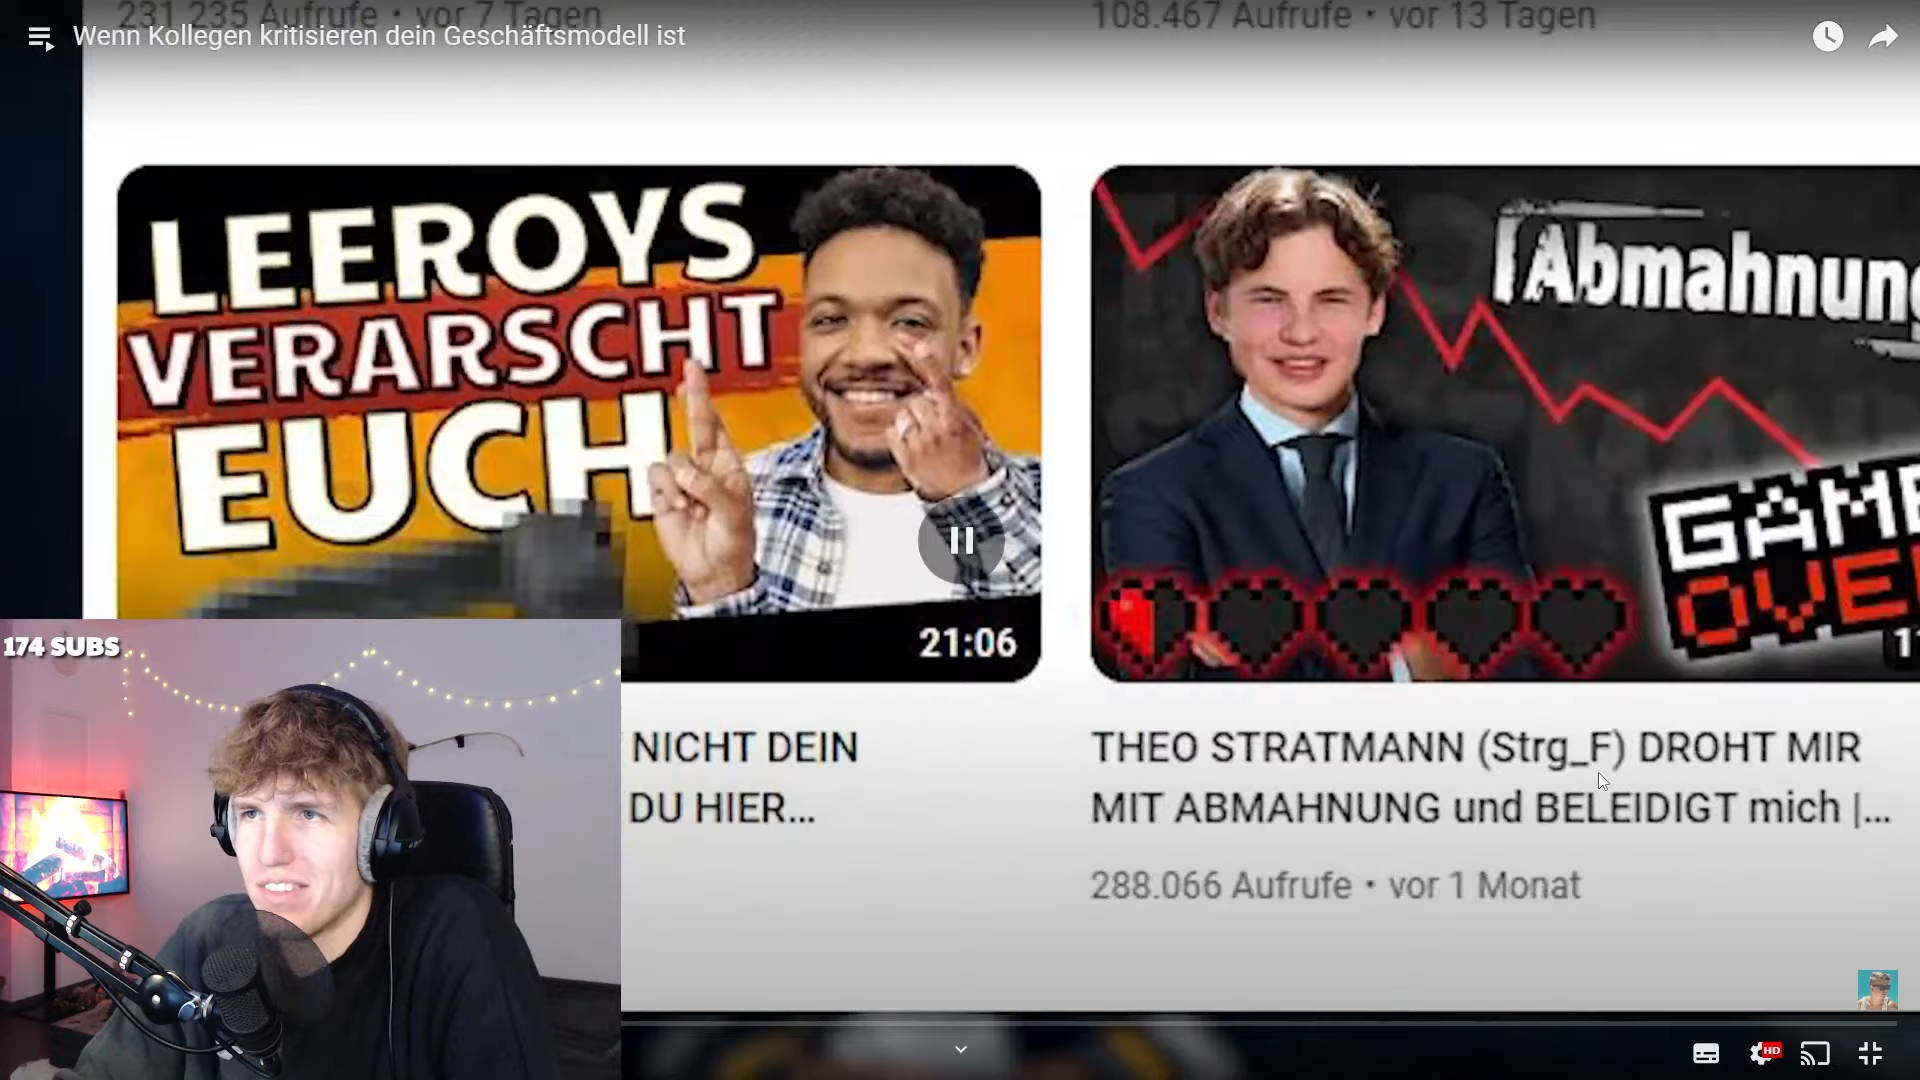 231.235 Aufrufe • vor 7 Tagen
108.467 Aufrufe • vor 13 Tagen
Wenn Kollegen kritisieren dein Geschäftsmodell ist
LEEROYS
VERARSCHT
EUCH
21:06
Abmahnung
GAME
OVE
11
174 SUBS
NICHT DEIN
DU HIER...
THEO STRATMANN (Strg_F) DROHT MIR
MIT ABMAHNUNG und BELEIDIGT mich |...
288.066 Aufrufe • vor 1 Monat
HD